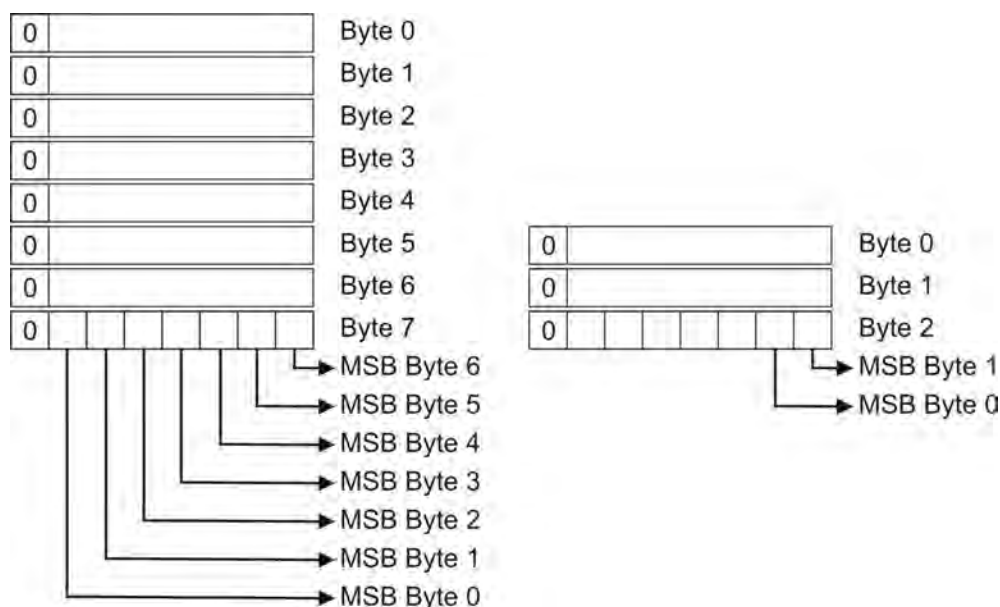 0 Byte 0
0 Byte 1
0 Byte 2
0 Byte 3
0 Byte 4
0 Byte 5
0 Byte 6
0 Byte 7
MSB Byte 6
MSB Byte 5
MSB Byte 4
MSB Byte 3
MSB Byte 2
MSB Byte 1
MSB Byte 0
0 Byte 0
0 Byte 1
0 Byte 2
MSB Byte 1
MSB Byte 0